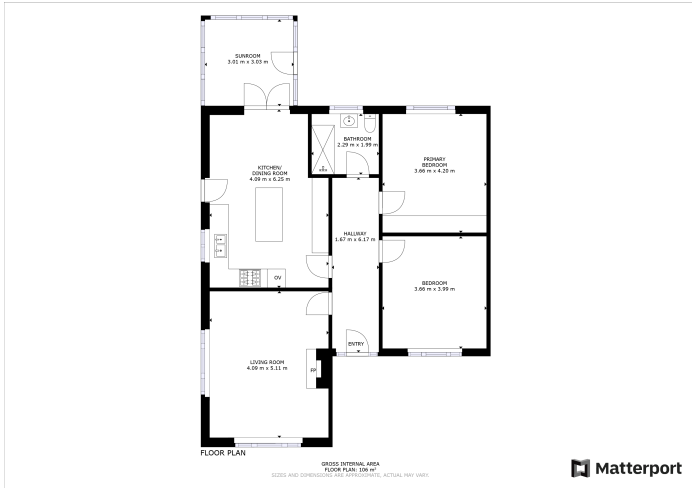 SUNROOM
3.01 m x 3.03 m
BATHROOM
2.29 m x 1.99 m
PRIMARY
BEDROOM
3.66 m x 4.20 m
KITCHEN/
DINING ROOM
4.09 m x 6.25 m
HALLWAY
1.67 m x 6.17 m
OV
BEDROOM
3.66 m x 3.99 m
ENTRY
LIVING ROOM
4.09 m x 5.11 m
FP
FLOOR PLAN
GROSS INTERNAL AREA
FLOOR PLAN: 106 m²
SIZES AND DIMENSIONS ARE APPROXIMATE, ACTUAL MAY VARY.
Matterport